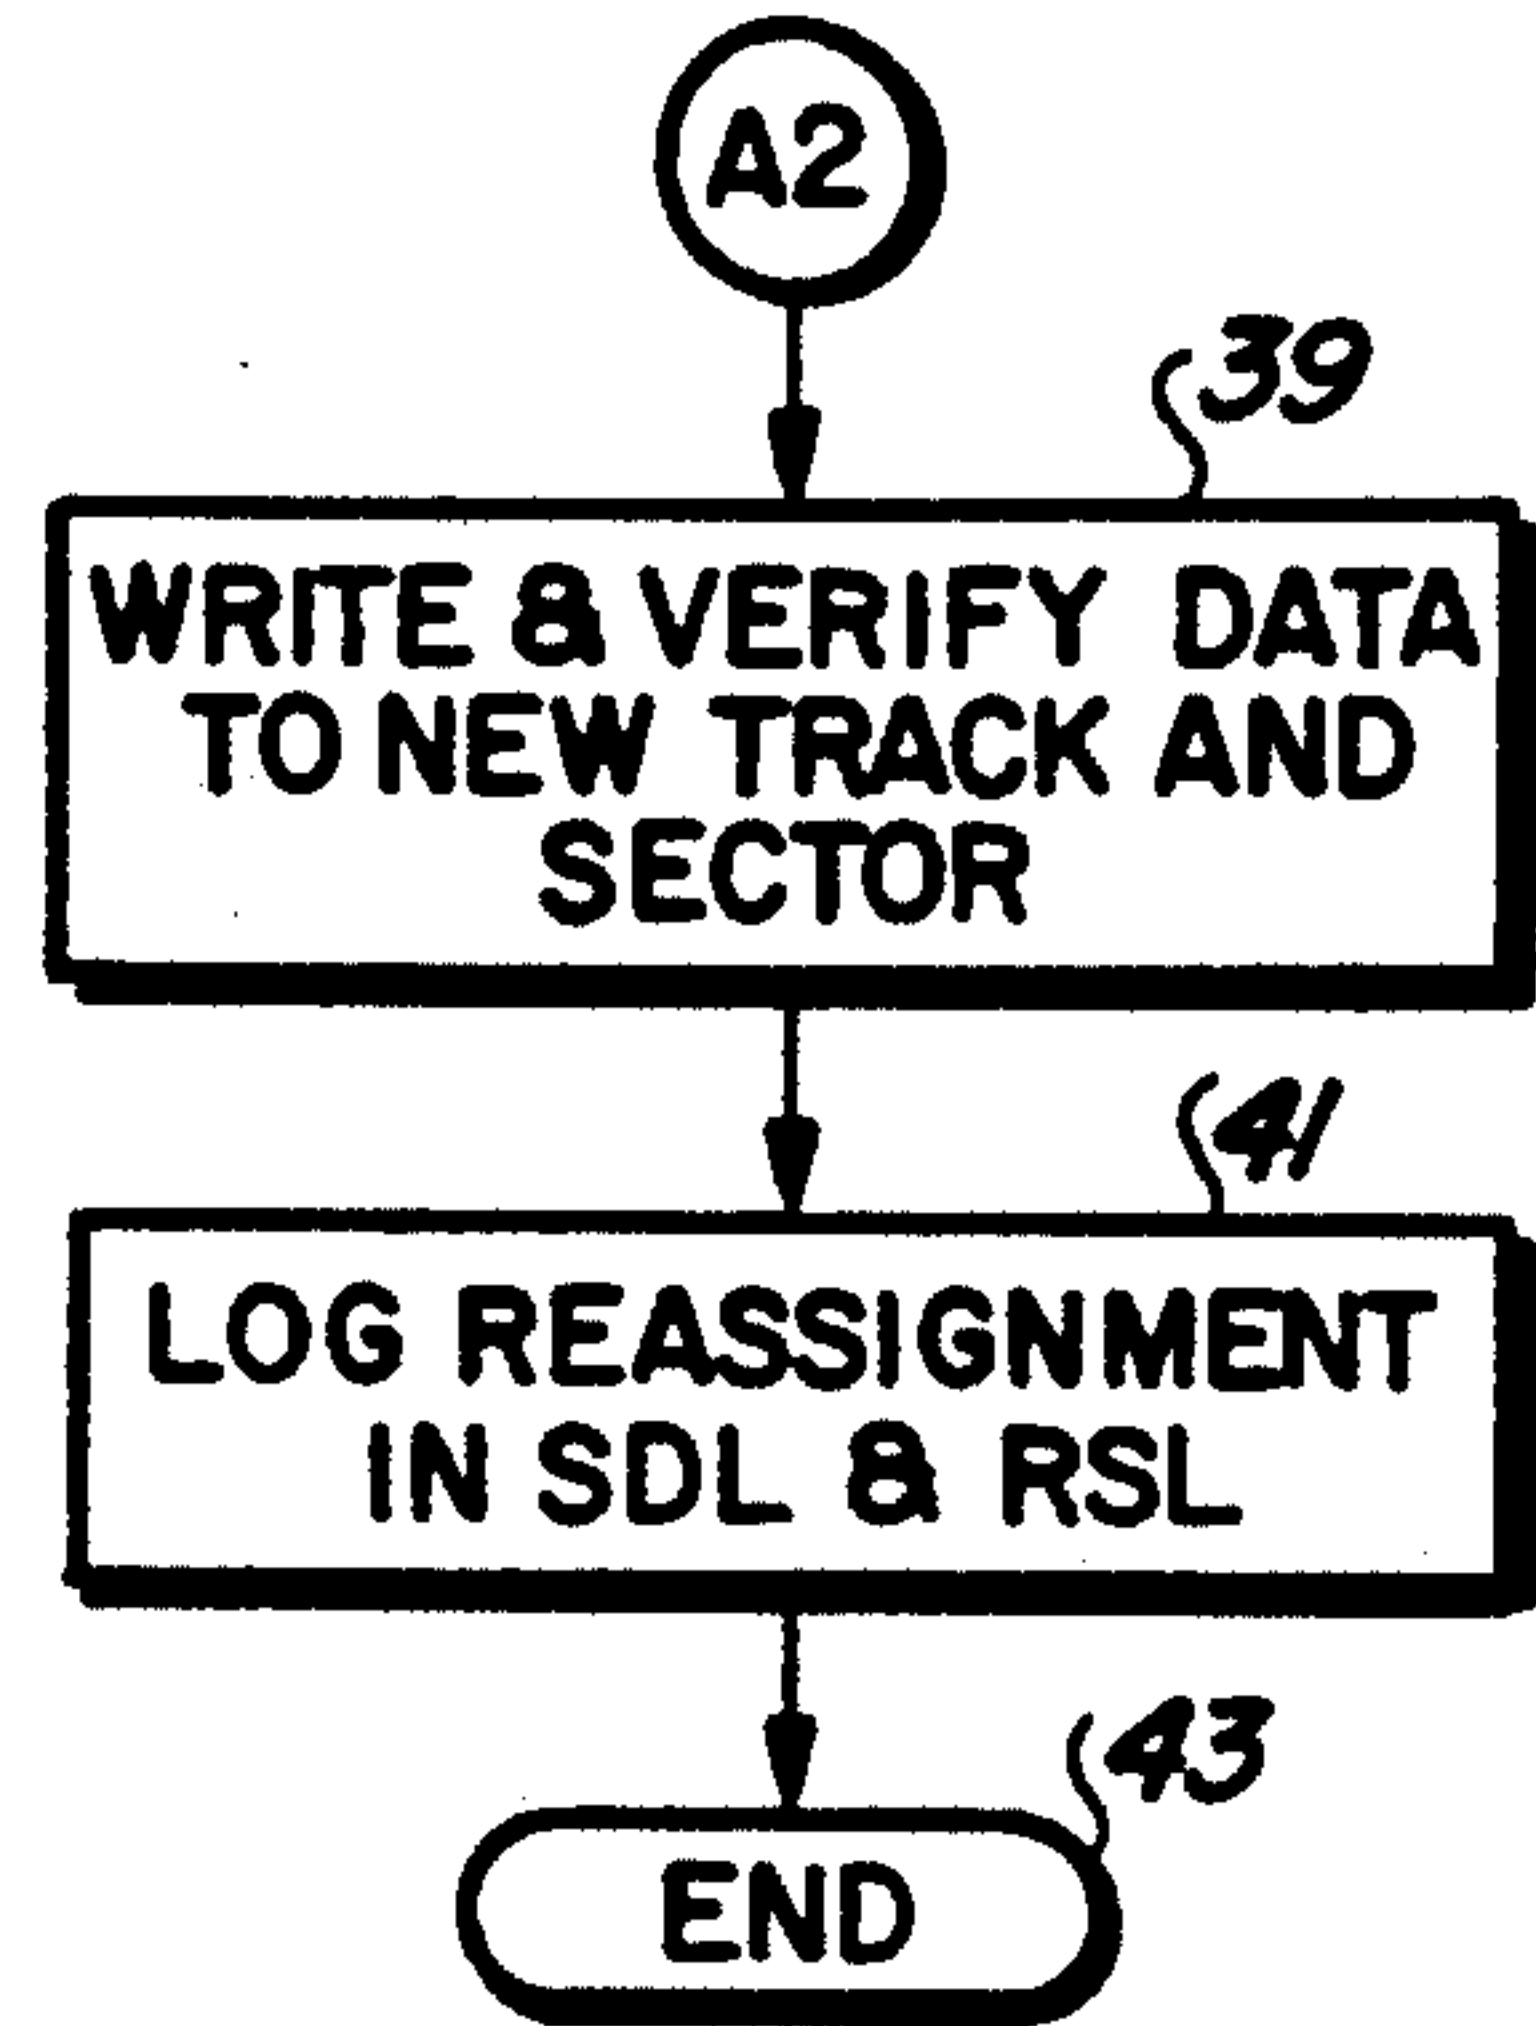 A2
39
WRITE & VERIFY DATA
TO NEW TRACK AND
SECTOR
41
LOG REASSIGNMENT
IN SDL & RSL
43
END